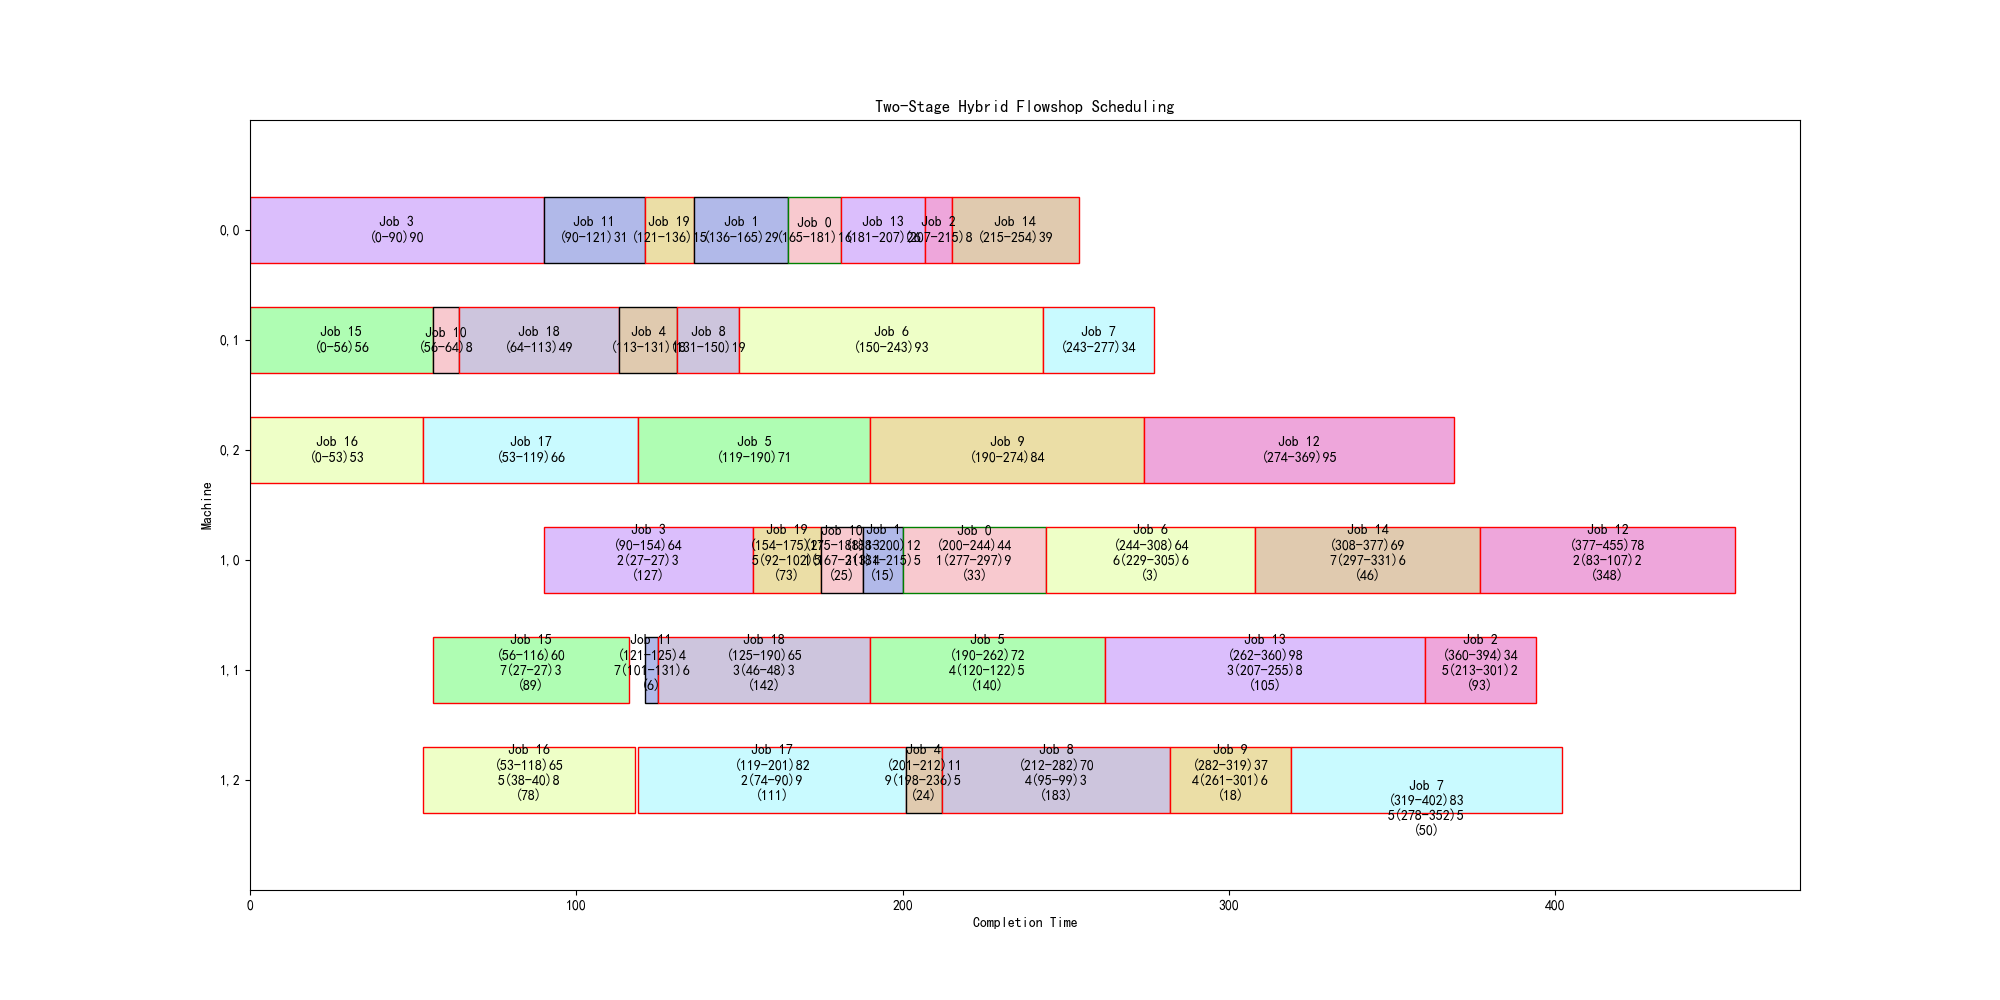 Two-Stage Hybrid Flowshop Scheduling
Machine
0,0
Job 3
(0-90)90
Job 11
(90-121)31
Job 19
(121-136)15
Job 1
(136-165)29
Job 0
(165-181)16
Job 13
(181-207)26
Job 2
(207-215)8
Job 14
(215-254)39
0,1
Job 15
(0-56)56
Job 10
(56-64)8
Job 18
(64-113)49
Job 4
(113-131)18
Job 8
(131-150)19
Job 6
(150-243)93
Job 7
(243-277)34
0,2
Job 16
(0-53)53
Job 17
(53-119)66
Job 5
(119-190)71
Job 9
(190-274)84
Job 12
(274-369)95
1,0
Job 3
(90-154)64
2(27-27)3
(127)
Job 19
(154-175)21
5(92-102)5
(73)
Job 10
(175-188)13
(25)
Job 1
(188-200)12
(15)
Job 0
(200-244)44
1(277-297)9
(33)
Job 6
(244-308)64
6(229-305)6
(3)
Job 14
(308-377)69
7(297-331)6
(46)
Job 12
(377-455)78
2(83-107)2
(348)
1,1
Job 15
(56-116)60
7(27-27)3
(89)
Job 11
(121-125)4
7(101-131)6
(6)
Job 18
(125-190)65
3(46-48)3
(142)
Job 5
(190-262)72
4(120-122)5
(140)
Job 13
(262-360)98
3(207-255)8
(105)
Job 2
(360-394)34
5(213-301)2
(93)
1,2
Job 16
(53-118)65
5(38-40)8
(78)
Job 17
(119-201)82
2(74-90)9
(111)
Job 4
(201-212)11
9(198-236)5
(24)
Job 8
(212-282)70
4(95-99)3
(183)
Job 9
(282-319)37
4(261-301)6
(18)
Job 7
(319-402)83
5(278-352)5
(50)
0
100
200
300
400
Completion Time